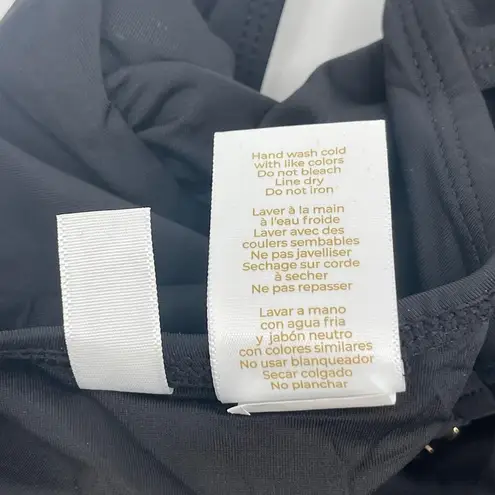 Hand wash cold
with like colors
Do not bleach
Line dry
Do not iron
Laver à la main
à l'eau froide
Laver avec des
coulers sembables
Ne pas javelliser
Sechage sur corde
à sécher
Ne pas repasser
Lavar a mano
con agua fria
y jabón neutro
con colores similares
No usar blanqueador
Secar colgado
No planchar